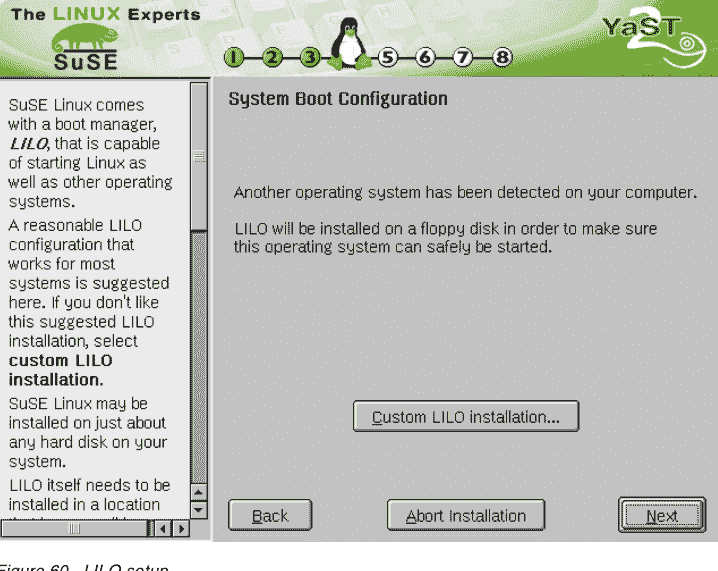 The LINUX Experts
SuSE
1 2 3 5 6 7 8
YaST
2
SuSE Linux comes
with a boot manager,
LILO, that is capable
of starting Linux as
well as other operating
systems.
A reasonable LILO
configuration that
works for most
systems is suggested
here. If you don't like
this suggested LILO
installation, select
custom LILO
installation.
SuSE Linux may be
installed on just about
any hard disk on your
system.
LILO itself needs to be
installed in a location
System Boot Configuration
Another operating system has been detected on your computer.
LILO will be installed on a floppy disk in order to make sure
this operating system can safely be started.
Custom LILO installation...
Back
Abort Installation
Next
Figure 60. LILO setup